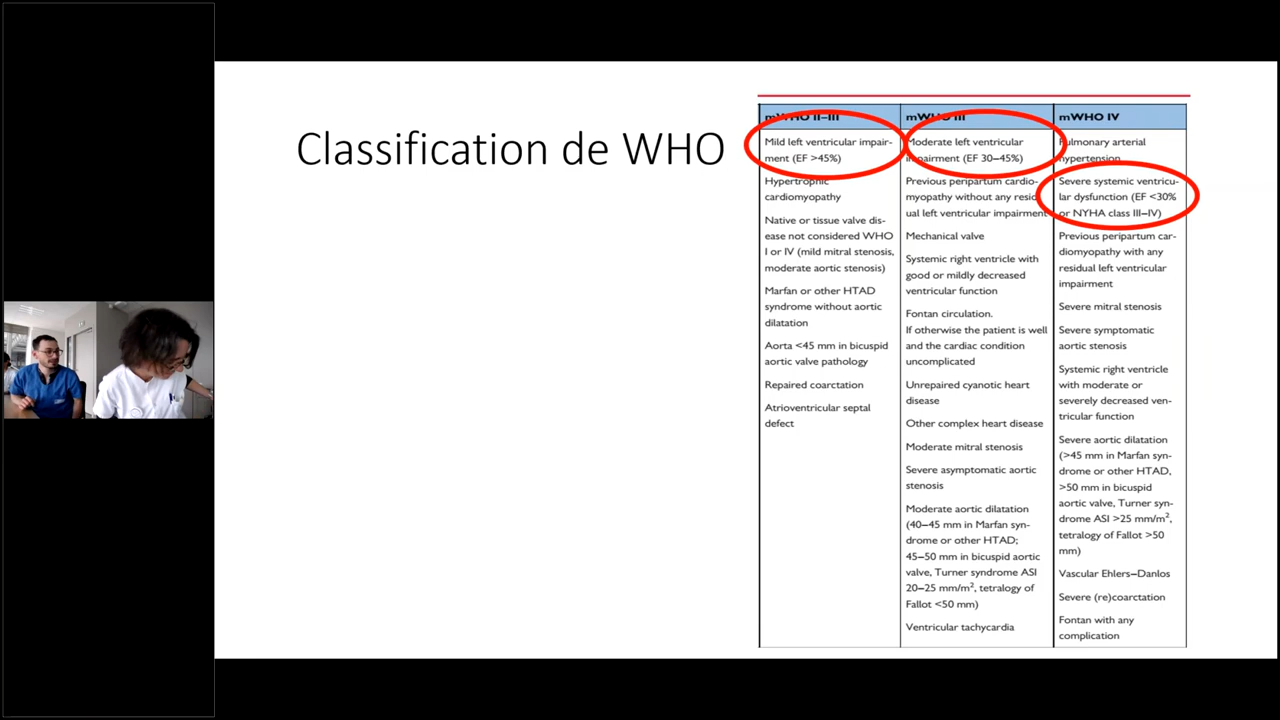 Classification de WHO
mWHO II–III
Mild left ventricular impair-
ment (EF >45%)
Hypertrophic
cardiomyopathy
Native or tissue valve dis-
ease not considered WHO
I or IV (mild mitral stenosis,
moderate aortic stenosis)
Marfan or other HTAD
syndrome without aortic
dilatation
Aorta <45 mm in bicuspid
aortic valve pathology
Repaired coarctation
Atrioventricular septal
defect
mWHO III
Moderate left ventricular
impairment (EF 30–45%)
Previous peripartum cardio-
myopathy without any resid-
ual left ventricular impairment
Mechanical valve
Systemic right ventricle with
good or mildly decreased
ventricular function
Fontan circulation.
If otherwise the patient is well
and the cardiac condition
uncomplicated
Unrepaired cyanotic heart
disease
Other complex heart disease
Moderate mitral stenosis
Severe asymptomatic aortic
stenosis
Moderate aortic dilatation
(40–45 mm in Marfan syn-
drome or other HTAD;
45–50 mm in bicuspid aortic
valve, Turner syndrome ASI
20–25 mm/m², tetralogy of
Fallot <50 mm)
Ventricular tachycardia
mWHO IV
Pulmonary arterial
hypertension
Severe systemic ventricu-
lar dysfunction (EF <30%
or NYHA class III–IV)
Previous peripartum car-
diomyopathy with any
residual left ventricular
impairment
Severe mitral stenosis
Severe symptomatic
aortic stenosis
Systemic right ventricle
with moderate or
severely decreased ven-
tricular function
Severe aortic dilatation
(>45 mm in Marfan syn-
drome or other HTAD,
>50 mm in bicuspid
aortic valve, Turner syn-
drome ASI >25 mm/m²,
tetralogy of Fallot >50
mm)
Vascular Ehlers–Danlos
Severe (re)coarctation
Fontan with any
complication